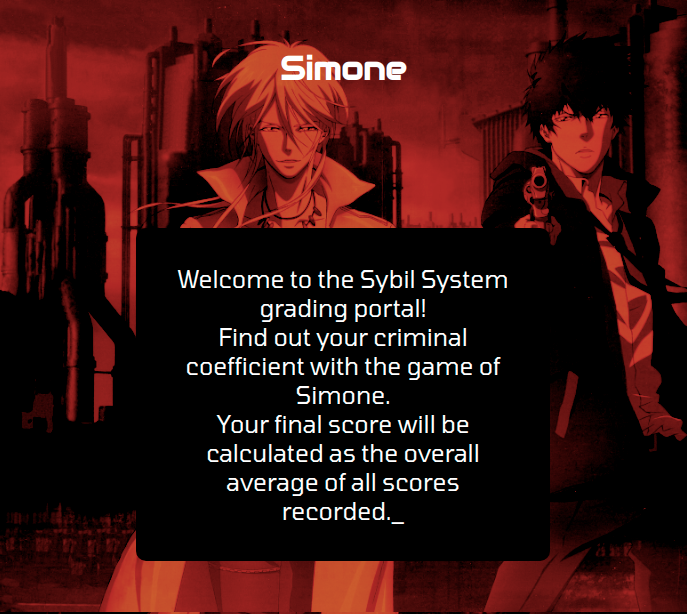 Simone
Welcome to the Sybil System
grading portal!
Find out your criminal
coefficient with the game of
Simone.
Your final score will be
calculated as the overall
average of all scores
recorded._